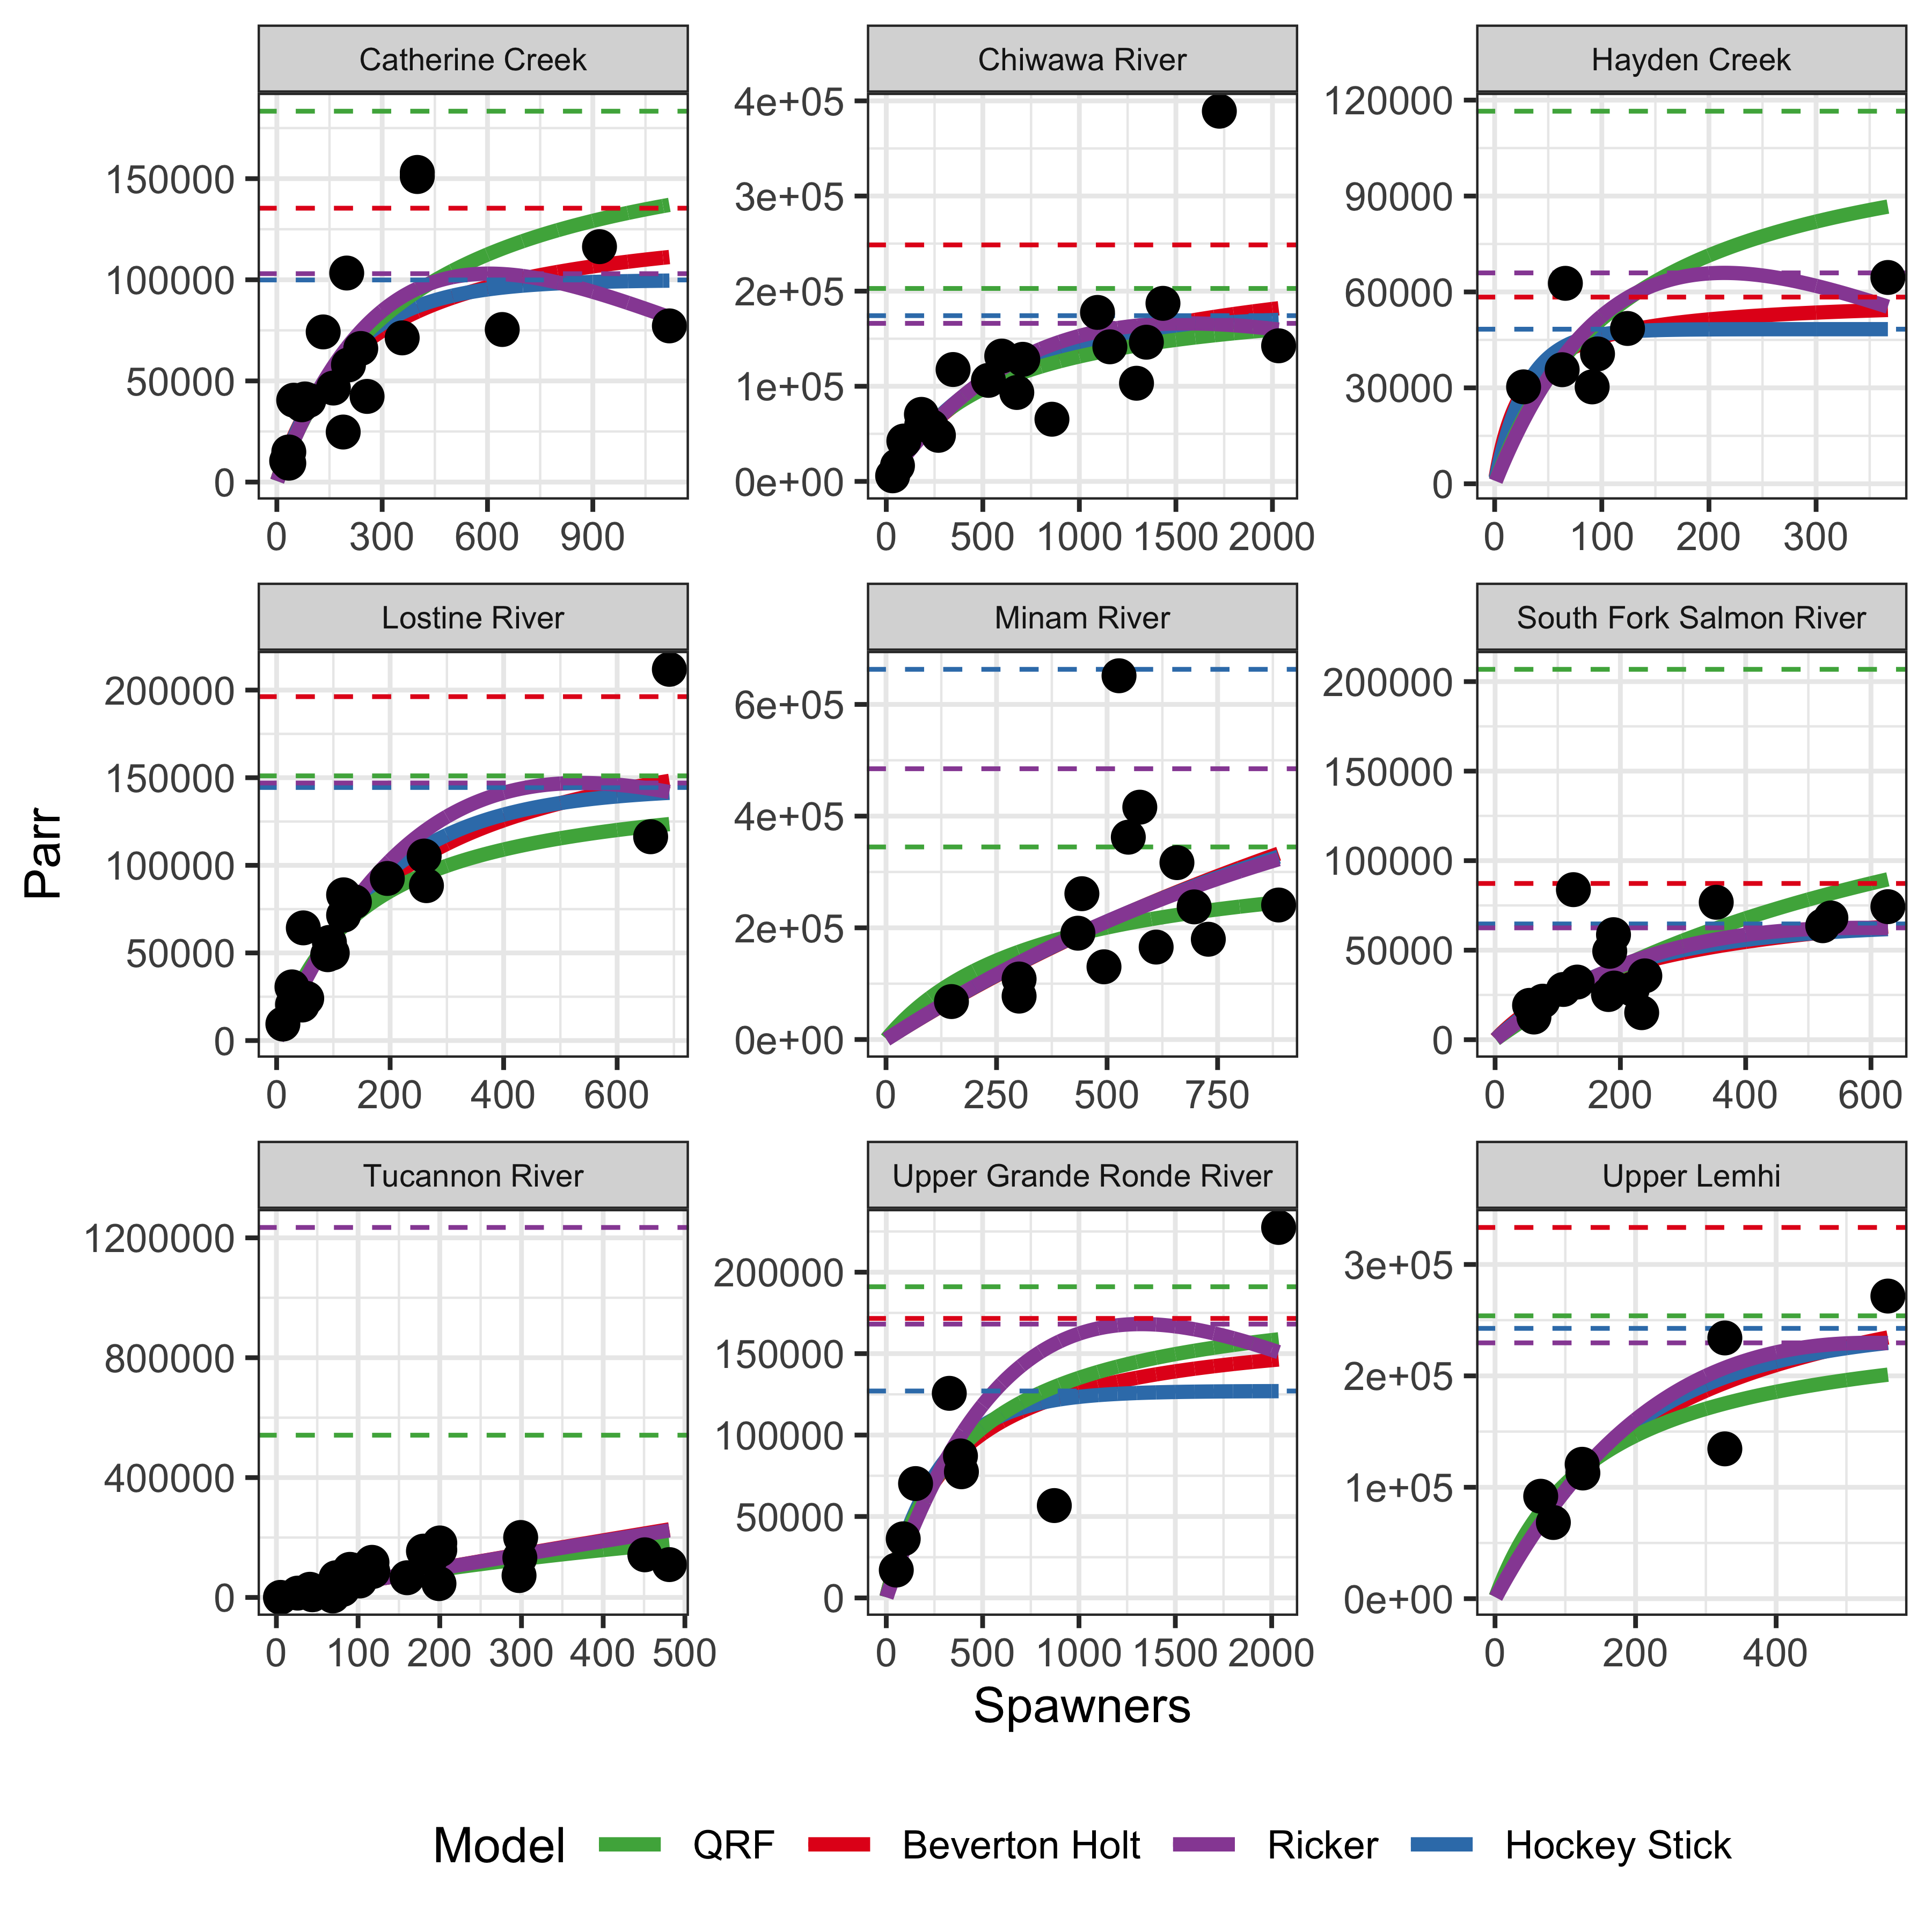 Catherine Creek
Chiwawa River
Hayden Creek
150000
100000
50000
0
0 300 600 900
4e+05
3e+05
2e+05
1e+05
0e+00
0 500 1000 1500 2000
120000
90000
60000
30000
0
0 100 200 300
Lostine River
Minam River
South Fork Salmon River
Parr
200000
150000
100000
50000
0
0 200 400 600
6e+05
4e+05
2e+05
0e+00
0 250 500 750
200000
150000
100000
50000
0
0 200 400 600
Tucannon River
Upper Grande Ronde River
Upper Lemhi
1200000
800000
400000
0
0 100 200 300 400 500
200000
150000
100000
50000
0
0 500 1000 1500 2000
3e+05
2e+05
1e+05
0e+00
0 200 400
Spawners
Model QRF Beverton Holt Ricker Hockey Stick